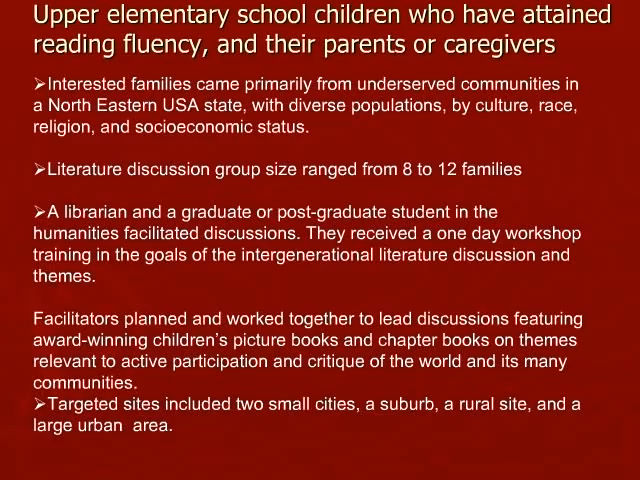 Upper elementary school children who have attained
reading fluency, and their parents or caregivers
➢Interested families came primarily from underserved communities in
a North Eastern USA state, with diverse populations, by culture, race,
religion, and socioeconomic status.
➢Literature discussion group size ranged from 8 to 12 families
➢A librarian and a graduate or post-graduate student in the
humanities facilitated discussions. They received a one day workshop
training in the goals of the intergenerational literature discussion and
themes.
Facilitators planned and worked together to lead discussions featuring
award-winning children’s picture books and chapter books on themes
relevant to active participation and critique of the world and its many
communities.
➢Targeted sites included two small cities, a suburb, a rural site, and a
large urban  area.